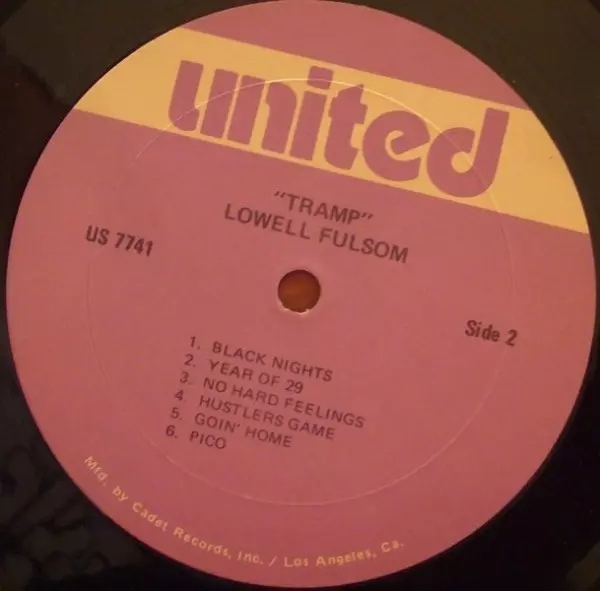 united
"TRAMP"
LOWELL FULSOM
US 7741
Side 2
1. BLACK NIGHTS
2. YEAR OF 29
3. NO HARD FEELINGS
4. HUSTLERS GAME
5. GOIN' HOME
6. PICO
Mfd. by Cadet Records, Inc. / Los Angeles, Ca.